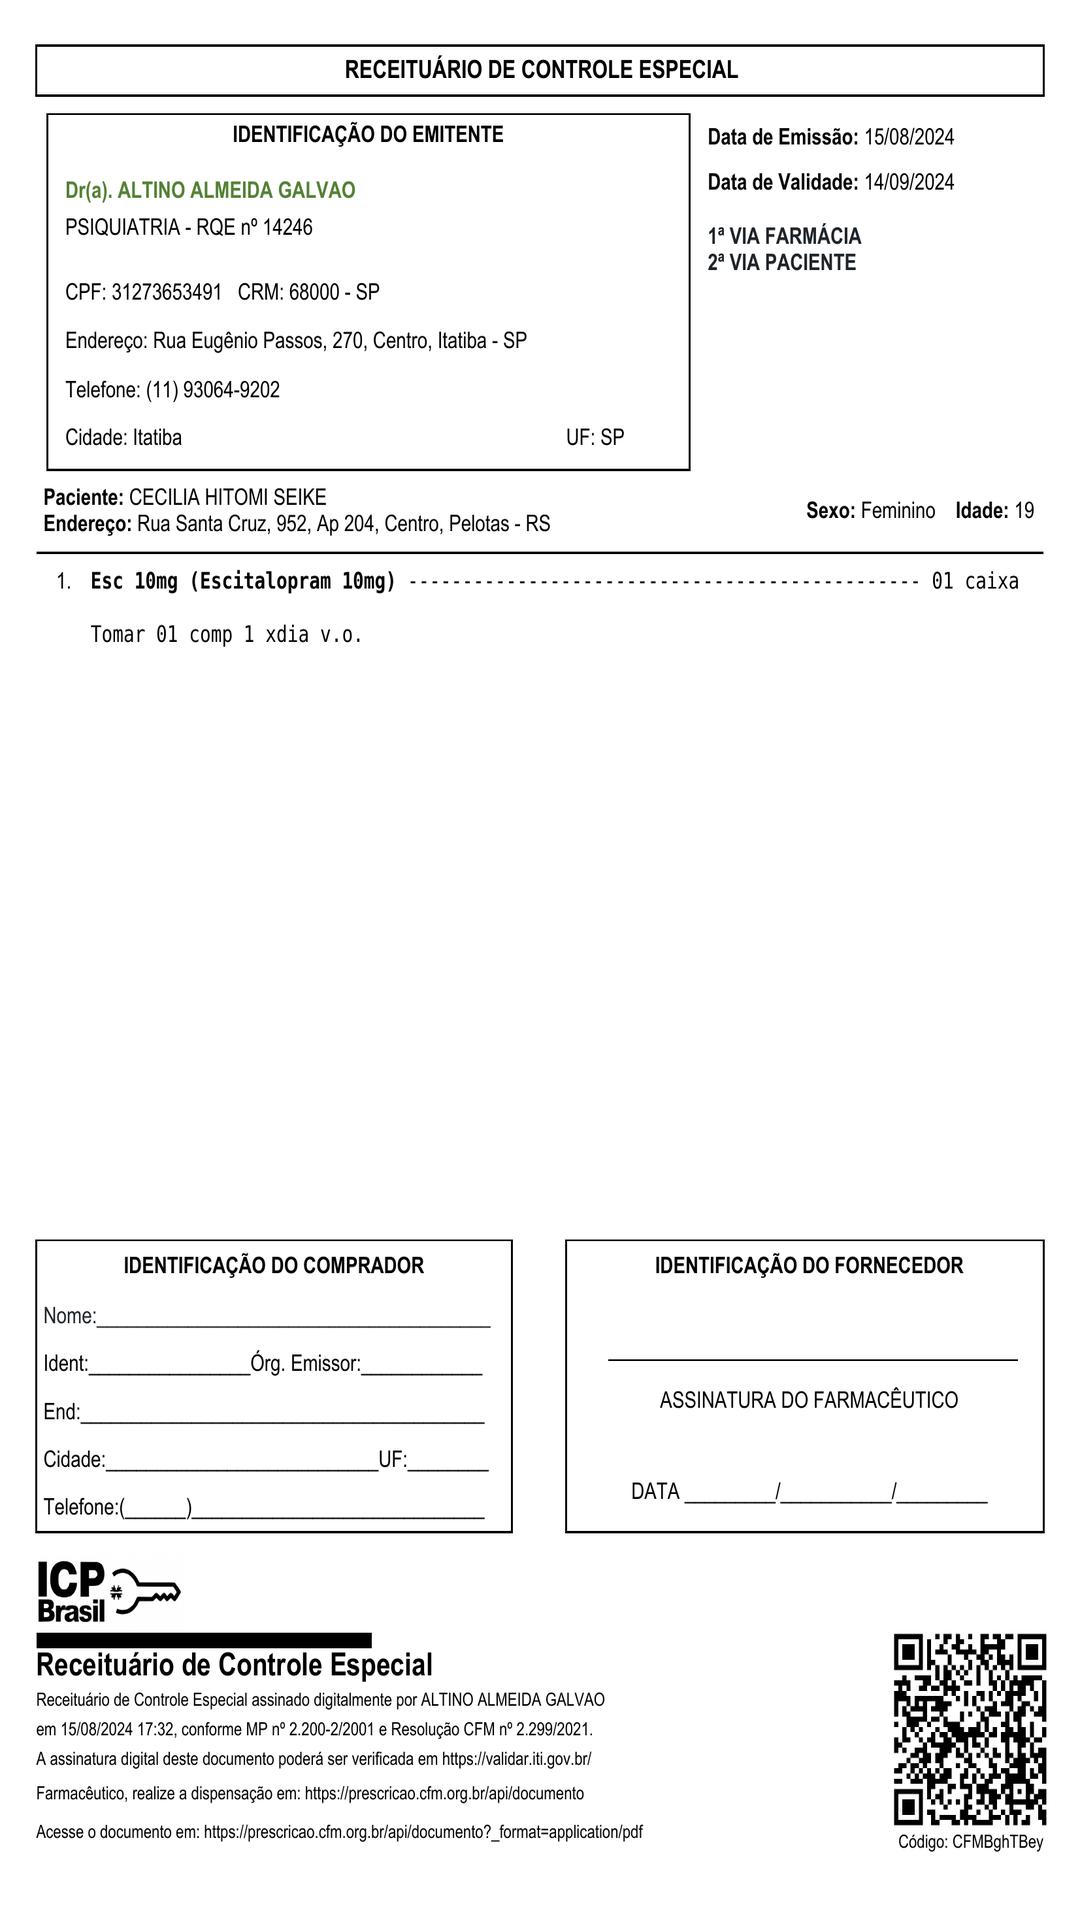 RECEITUÁRIO DE CONTROLE ESPECIAL
IDENTIFICAÇÃO DO EMITENTE
Dr(a). ALTINO ALMEIDA GALVAO
PSIQUIATRIA - RQE nº 14246
CPF: 31273653491 CRM: 68000 - SP
Endereço: Rua Eugênio Passos, 270, Centro, Itatiba - SP
Telefone: (11) 93064-9202
Cidade: Itatiba UF: SP
Data de Emissão: 15/08/2024
Data de Validade: 14/09/2024
1ª VIA FARMÁCIA
2ª VIA PACIENTE
Paciente: CECILIA HITOMI SEIKE
Endereço: Rua Santa Cruz, 952, Ap 204, Centro, Pelotas - RS
Sexo: Feminino Idade: 19
1. Esc 10mg (Escitalopram 10mg) ----------------------------------------------- 01 caixa
Tomar 01 comp 1 xdia v.o.
IDENTIFICAÇÃO DO COMPRADOR
Nome:_______________________________________
Ident:________________Órg. Emissor:____________
End:________________________________________
Cidade:___________________________UF:________
Telefone:(______)_____________________________
IDENTIFICAÇÃO DO FORNECEDOR
ASSINATURA DO FARMACÊUTICO
DATA _________/___________/_________
ICP
Brasil
Receituário de Controle Especial
Receituário de Controle Especial assinado digitalmente por ALTINO ALMEIDA GALVAO
em 15/08/2024 17:32, conforme MP nº 2.200-2/2001 e Resolução CFM nº 2.299/2021.
A assinatura digital deste documento poderá ser verificada em https://validar.iti.gov.br/
Farmacêutico, realize a dispensação em: https://prescricao.cfm.org.br/api/documento
Acesse o documento em: https://prescricao.cfm.org.br/api/documento?_format=application/pdf
Código: CFMBghTBey